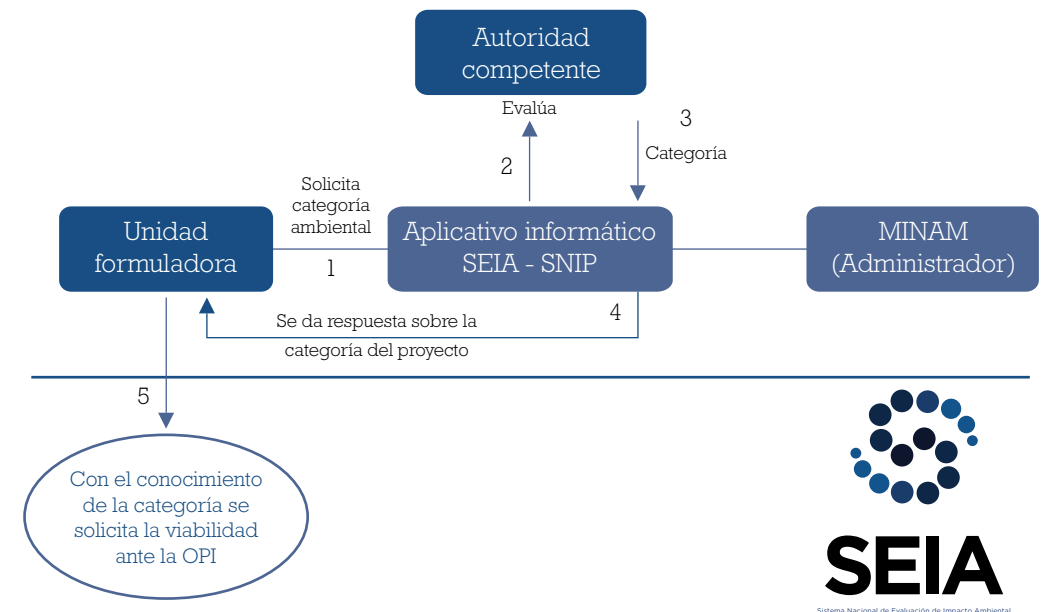 Autoridad
competente
Evalúa
3
Categoría
2
Solicita
categoría
ambiental
Unidad
formuladora
1
Aplicativo informático
SEIA - SNIP
MINAM
(Administrador)
4
Se da respuesta sobre la
categoría del proyecto
5
Con el conocimiento
de la categoría se
solicita la viabilidad
ante la OPI
SEIA
Sistema Nacional de Evaluación de Impacto Ambiental